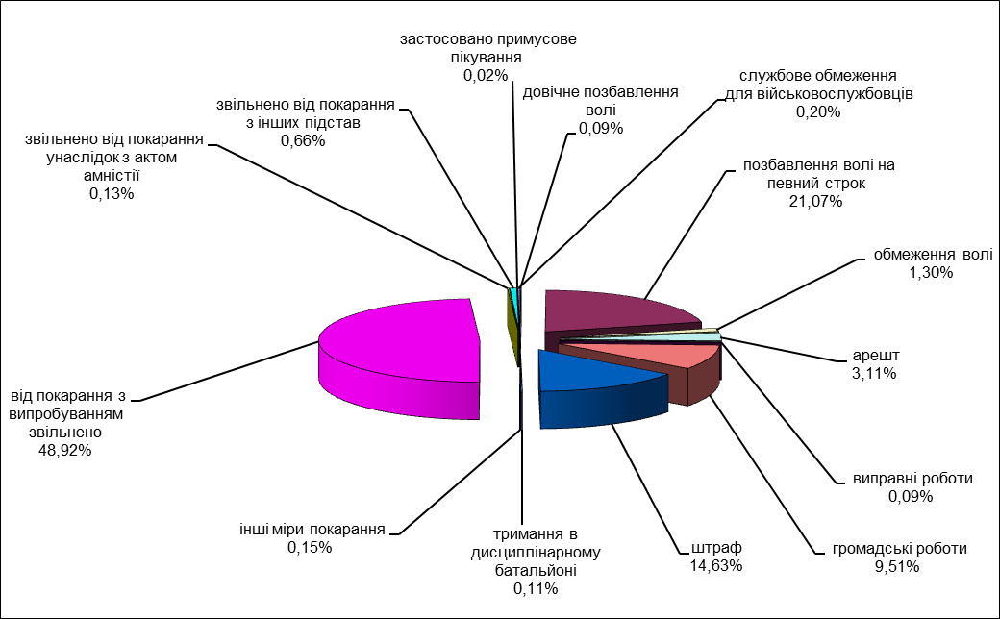 застосовано примусове
лікування
0,02%
службове обмеження
для військовослужбовців
0,20%
довічне позбавлення
волі
0,09%
звільнено від покарання
з інших підстав
0,66%
звільнено від покарання
унаслідок з актом
амністії
0,13%
позбавлення волі на
певний строк
21,07%
обмеження волі
1,30%
арешт
3,11%
від покарання з
випробуванням
звільнено
48,92%
виправні роботи
0,09%
інші міри покарання
0,15%
тримання в
дисциплінарному
батальйоні
0,11%
штраф
14,63%
громадські роботи
9,51%